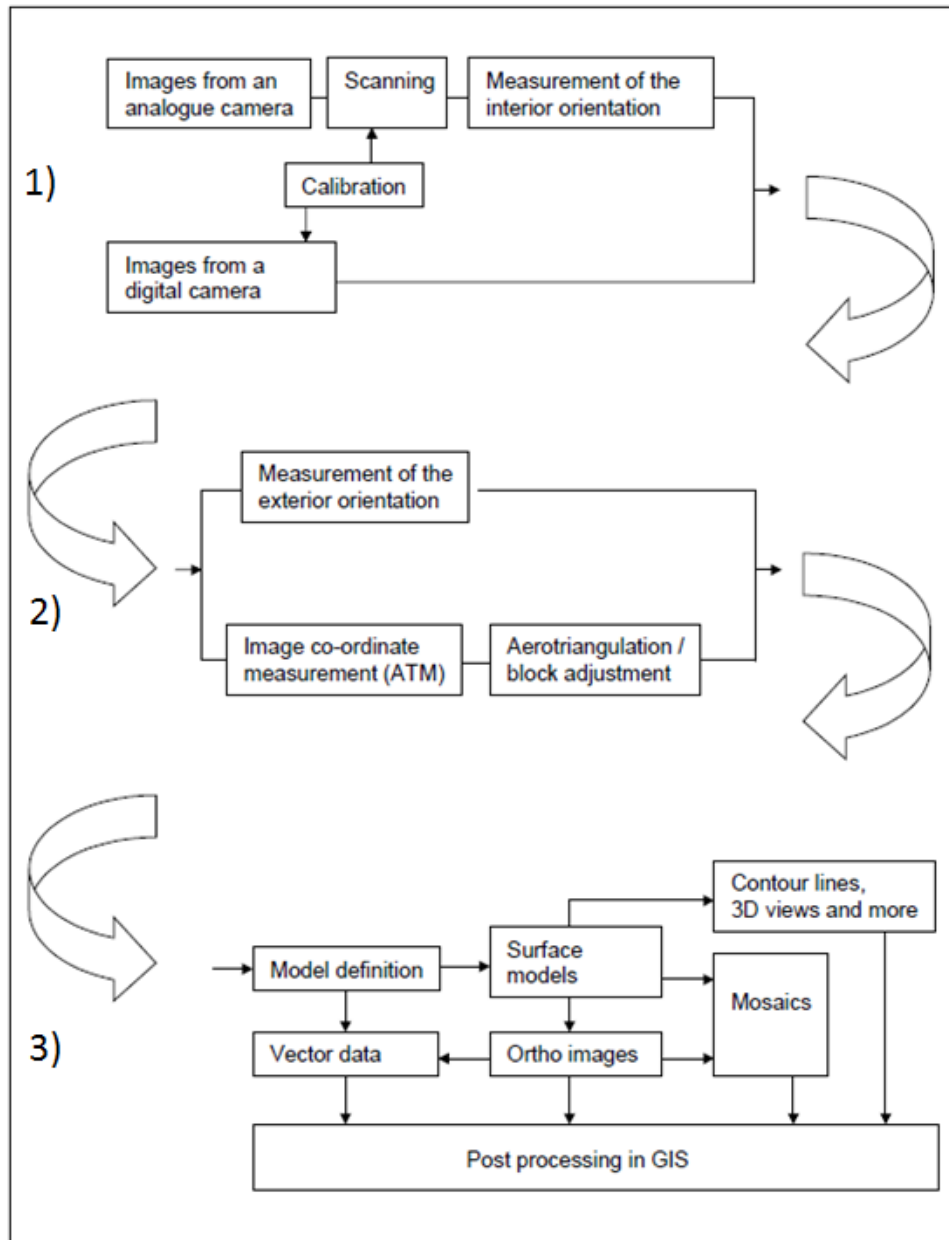 1)
Images from an
analogue camera
Scanning
Measurement of the
interior orientation
Calibration
Images from a
digital camera
2)
Measurement of the
exterior orientation
Image co-ordinate
measurement (ATM)
Aerotriangulation /
block adjustment
3)
Contour lines,
3D views and more
Model definition
Surface
models
Mosaics
Vector data
Ortho images
Post processing in GIS